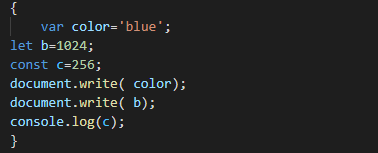 {
    var color='blue';
let b=1024;
const c=256;
document.write( color);
document.write( b);
console.log(c);
}